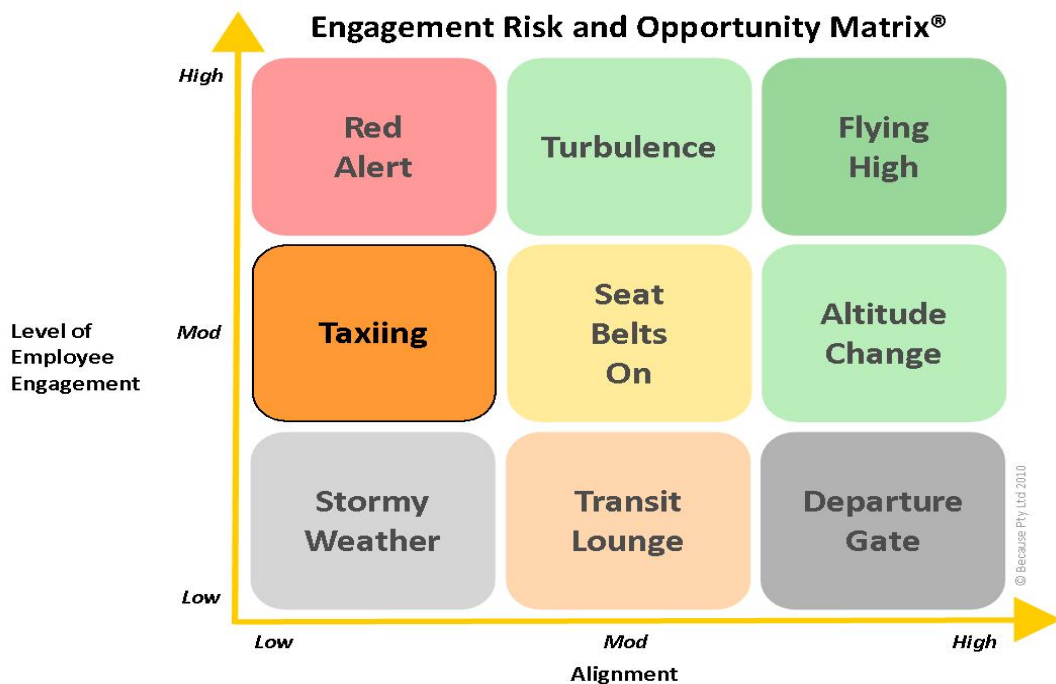 Engagement Risk and Opportunity Matrix®
High
Red
Alert
Turbulence
Flying
High
Level of
Employee
Engagement
Mod
Taxiing
Seat
Belts
On
Altitude
Change
Stormy
Weather
Transit
Lounge
Departure
Gate
© Because Pty Ltd 2010
Low
Low
Mod
High
Alignment